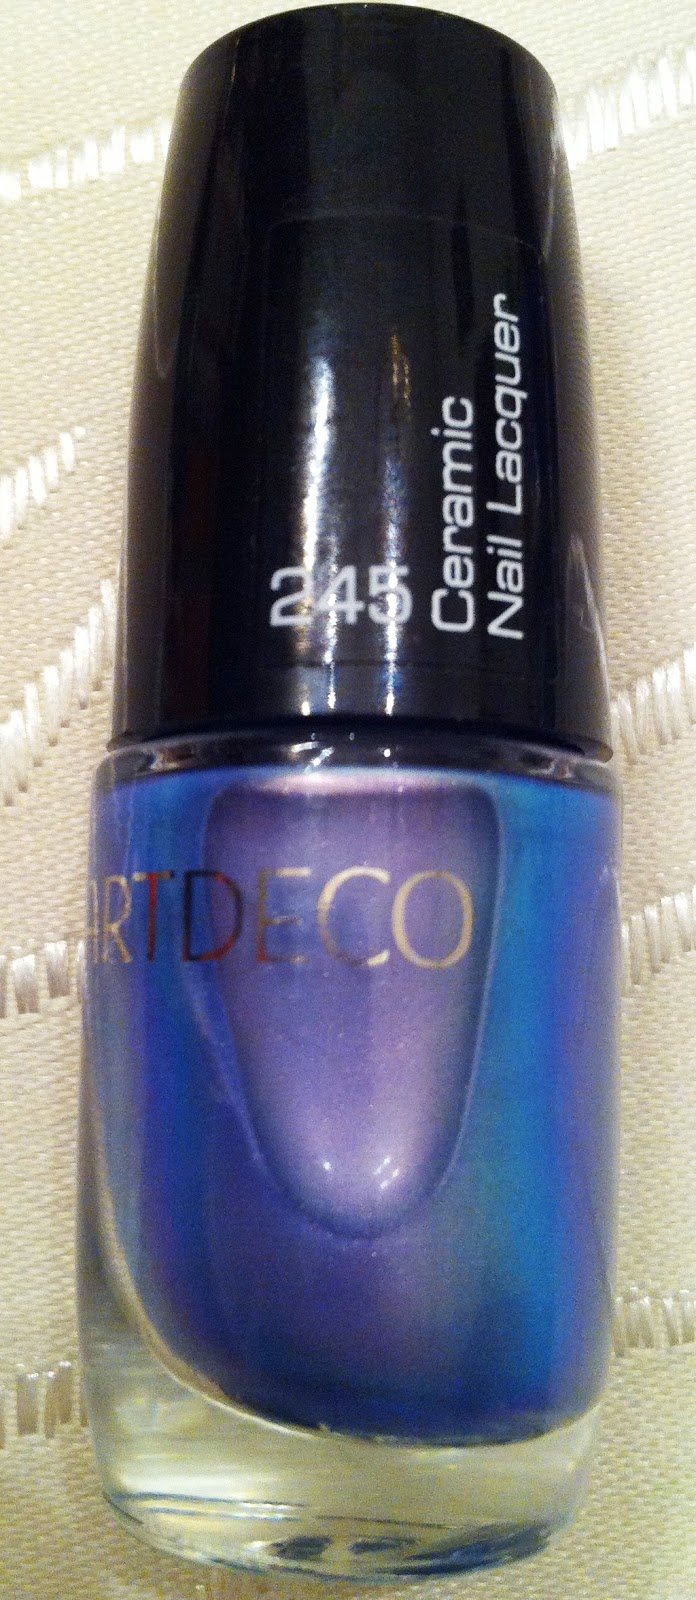 245
Ceramic
Nail Lacquer
ARTDECO